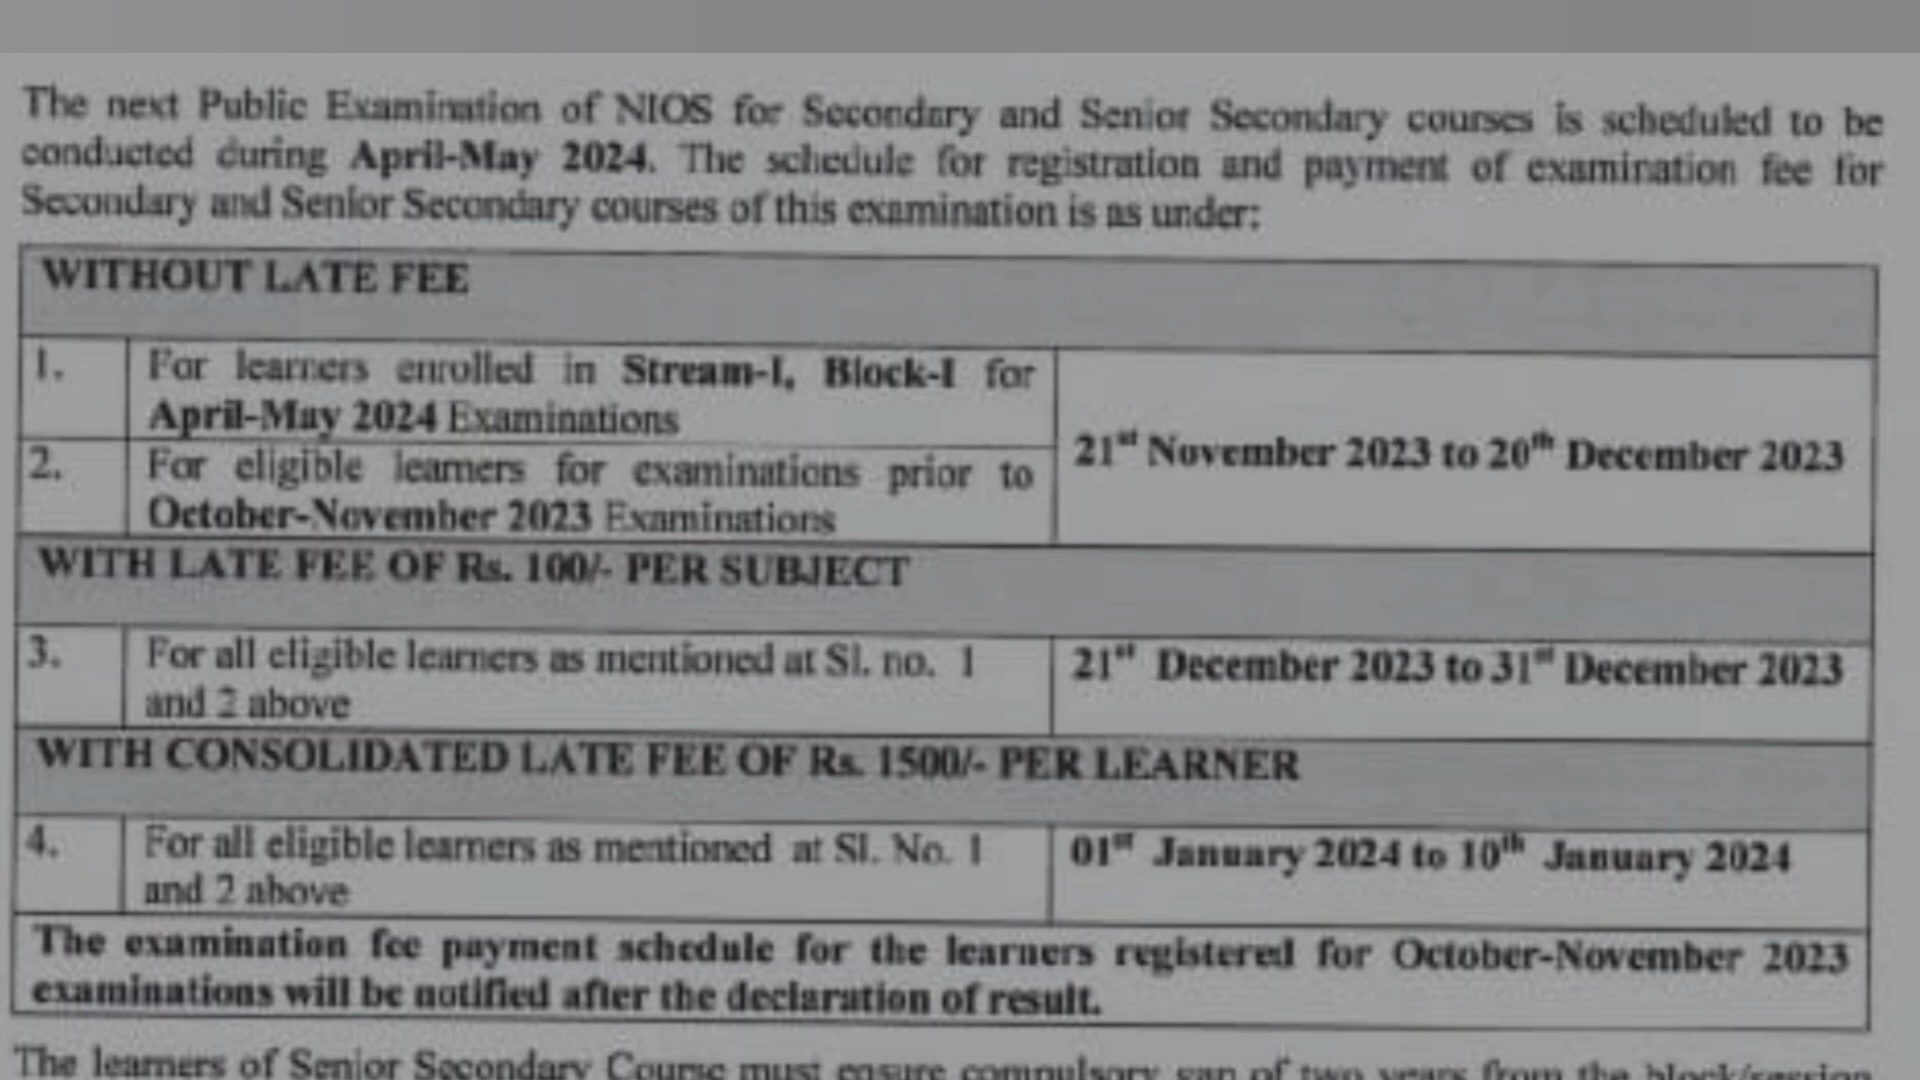 The next Public Examination of NIOS for Secondary and Senior Secondary courses is scheduled to be
conducted during April-May 2024. The schedule for registration and payment of examination fee for
Secondary and Senior Secondary courses of this examination is as under:
WITHOUT LATE FEE
1. For learners enrolled in Stream-I, Block-I for
April-May 2024 Examinations
21st November 2023 to 20th December 2023
2. For eligible learners for examinations prior to
October-November 2023 Examinations
WITH LATE FEE OF Rs. 100/- PER SUBJECT
3. For all eligible learners as mentioned at Sl. no. 1
and 2 above
21st December 2023 to 31st December 2023
WITH CONSOLIDATED LATE FEE OF Rs. 1500/- PER LEARNER
4. For all eligible learners as mentioned at Sl. No. 1
and 2 above
01st January 2024 to 10th January 2024
The examination fee payment schedule for the learners registered for October-November 2023
examinations will be notified after the declaration of result.
The learners of Senior Secondary Course must ensure compulsory gap of two years from the block/session